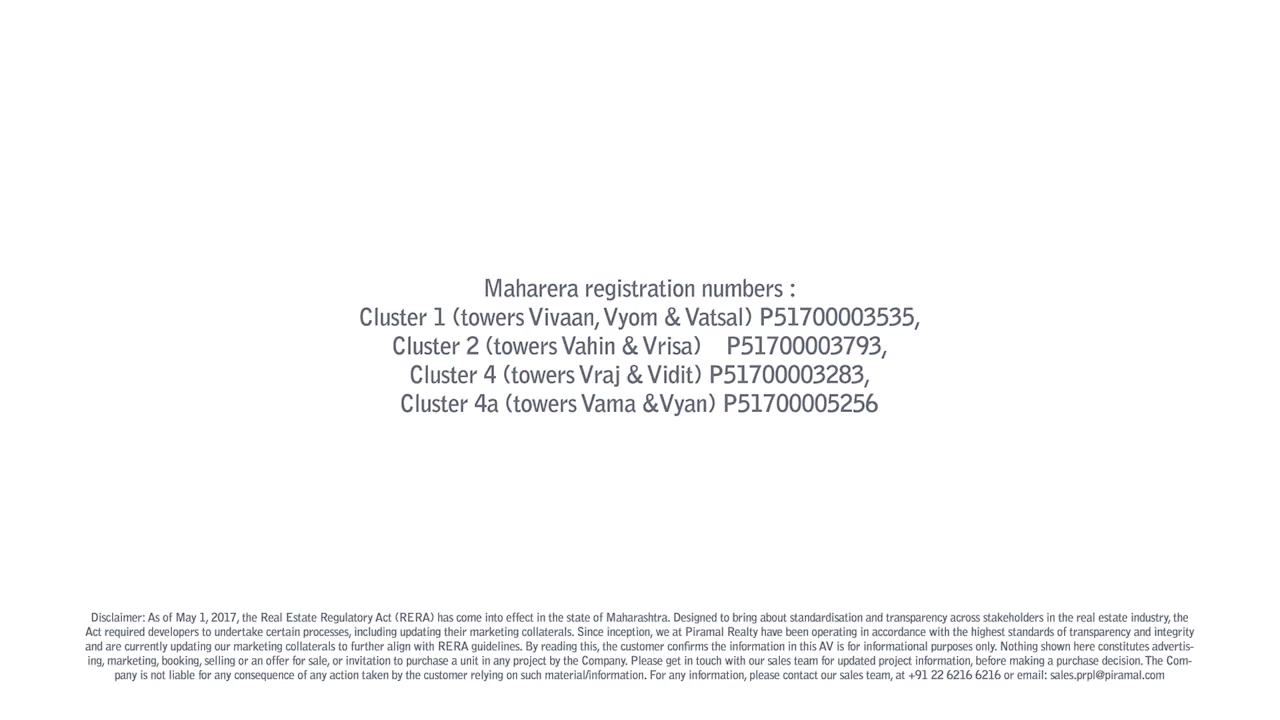 Maharera registration numbers :
Cluster 1 (towers Vivaan, Vyom & Vatsal) P51700003535,
Cluster 2 (towers Vahin & Vrisa) P51700003793,
Cluster 4 (towers Vraj & Vidit) P51700003283,
Cluster 4a (towers Vama &Vyan) P51700005256
Disclaimer: As of May 1, 2017, the Real Estate Regulatory Act (RERA) has come into effect in the state of Maharashtra. Designed to bring about standardisation and transparency across stakeholders in the real estate industry, the
Act required developers to undertake certain processes, including updating their marketing collaterals. Since inception, we at Piramal Realty have been operating in accordance with the highest standards of transparency and integrity
and are currently updating our marketing collaterals to further align with RERA guidelines. By reading this, the customer confirms the information in this AV is for informational purposes only. Nothing shown here constitutes advertis-
ing, marketing, booking, selling or an offer for sale, or invitation to purchase a unit in any project by the Company. Please get in touch with our sales team for updated project information, before making a purchase decision. The Com-
pany is not liable for any consequence of any action taken by the customer relying on such material/information. For any information, please contact our sales team, at +91 22 6216 6216 or email: sales.prpl@piramal.com